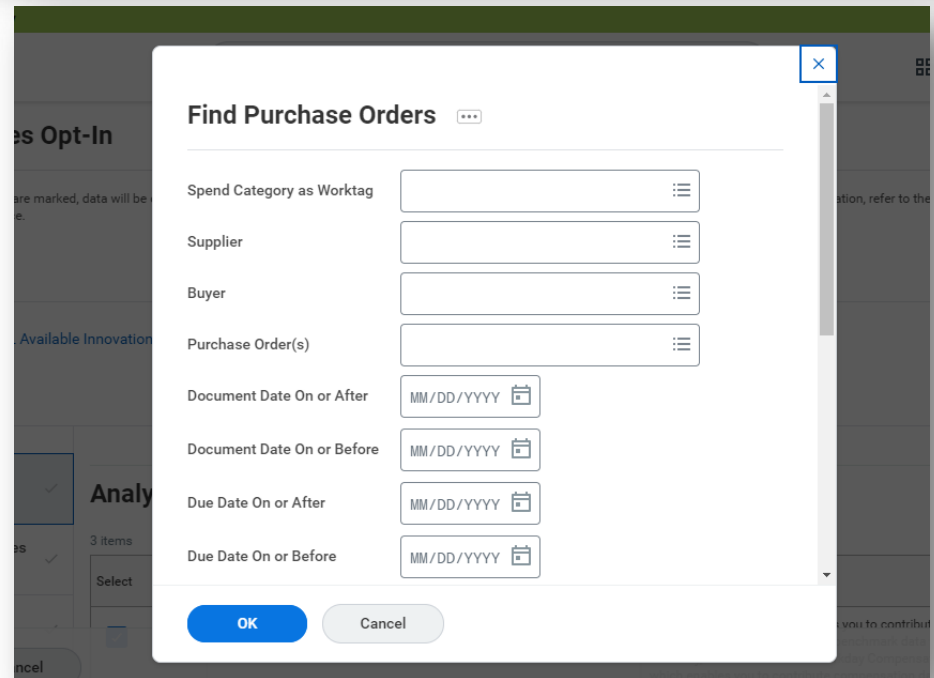 Find Purchase Orders
es Opt-In
are marked, data will be
ation, refer to the
e.
Spend Category as Worktag
Supplier
Buyer
Available Innovation
Purchase Order(s)
Document Date On or After MM/DD/YYYY
Document Date On or Before MM/DD/YYYY
Analy
Due Date On or After MM/DD/YYYY
3 items
es
Due Date On or Before MM/DD/YYYY
Select
OK Cancel
you to contribut
ncel